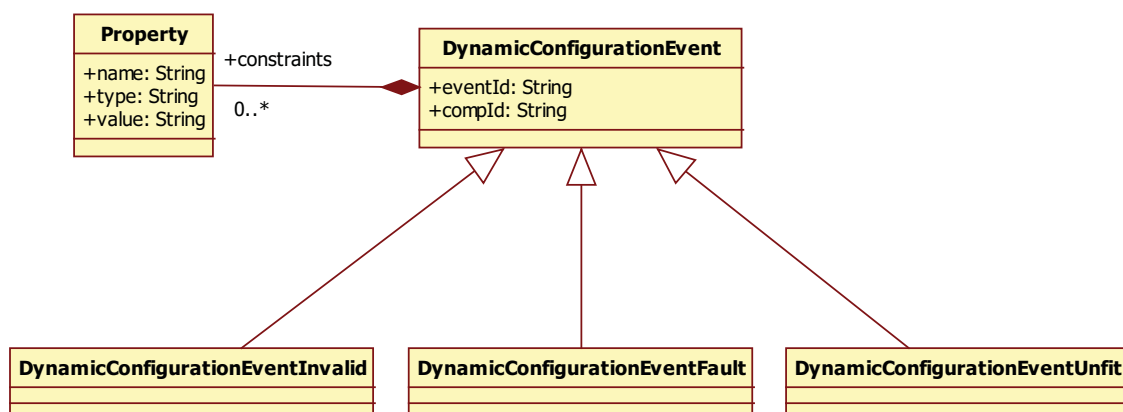 Property
+name: String
+type: String
+value: String
+constraints
0..*
DynamicConfigurationEvent
+eventId: String
+compId: String
DynamicConfigurationEventInvalid
DynamicConfigurationEventFault
DynamicConfigurationEventUnfit